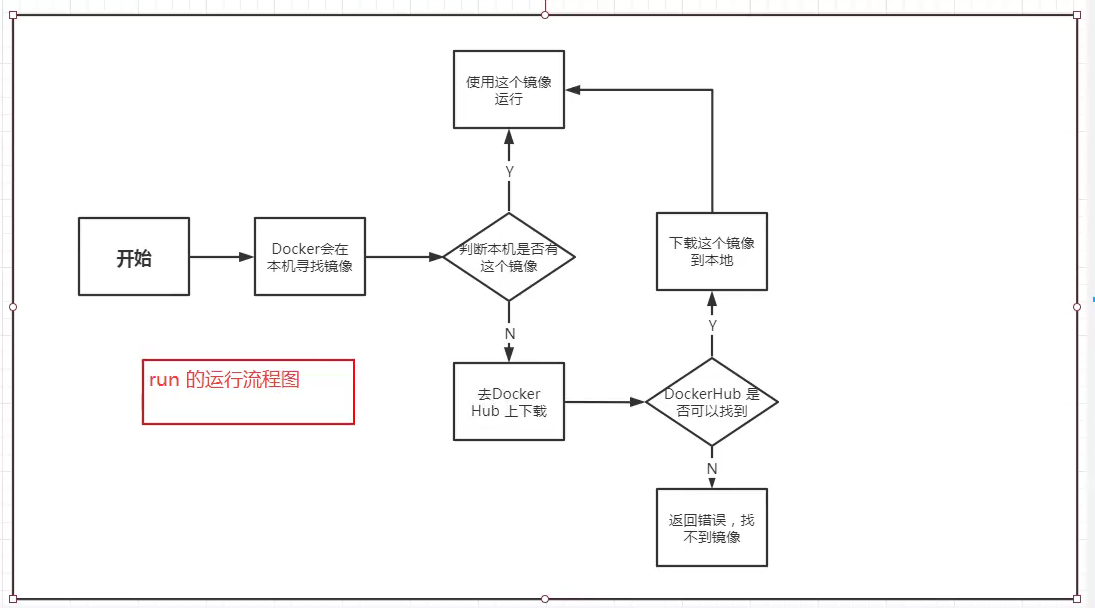 使用这个镜像
运行
Y
开始
Docker会在
本机寻找镜像
判断本机是否有
这个镜像
下载这个镜像
到本地
N
Y
run 的运行流程图
去Docker
Hub 上下载
DockerHub 是
否可以找到
N
返回错误，找
不到镜像